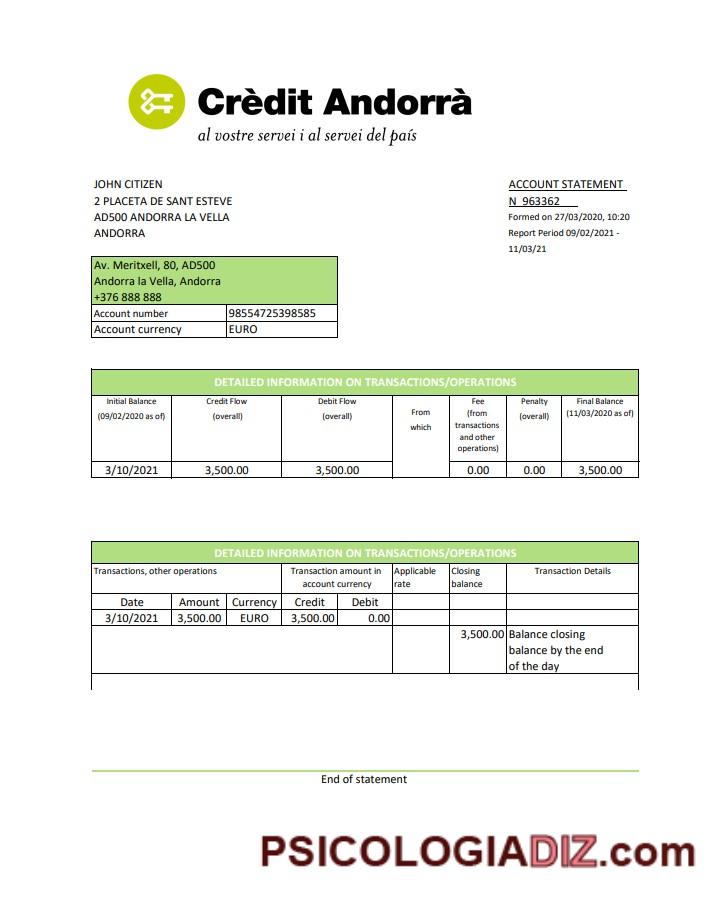 Crèdit Andorrà
al vostre servei i al servei del país
JOHN CITIZEN
2 PLACETA DE SANT ESTEVE
AD500 ANDORRA LA VELLA
ANDORRA
ACCOUNT STATEMENT
N 963362
Formed on 27/03/2020, 10:20
Report Period 09/02/2021 -
11/03/21
Av. Meritxell, 80, AD500
Andorra la Vella, Andorra
+376 888 888
Account number 98554725398585
Account currency EURO
DETAILED INFORMATION ON TRANSACTIONS/OPERATIONS
Initial Balance Credit Flow Debit Flow From Fee Penalty Final Balance
(09/02/2020 as of) (overall) (overall) which (from (overall) (11/03/2020 as of)
transactions
and other
operations)
3/10/2021 3,500.00 3,500.00 0.00 0.00 3,500.00
DETAILED INFORMATION ON TRANSACTIONS/OPERATIONS
Transactions, other operations Transaction amount in Applicable Closing Transaction Details
account currency rate balance
Date Amount Currency Credit Debit
3/10/2021 3,500.00 EURO 3,500.00 0.00
3,500.00 Balance closing
balance by the end
of the day
End of statement
PSICOLOGIADIZ.com